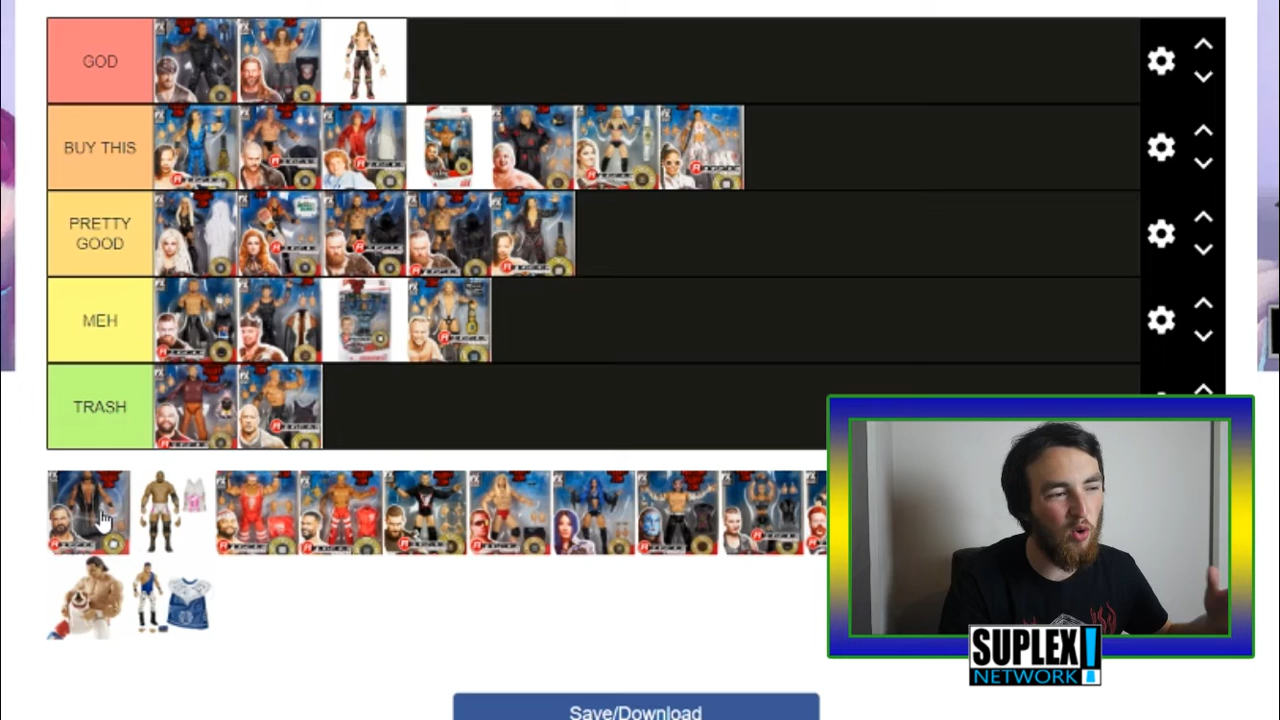 GOD
BUY THIS
PRETTY
GOOD
MEH
TRASH
SUPLEX!
NETWORK
Save/Download